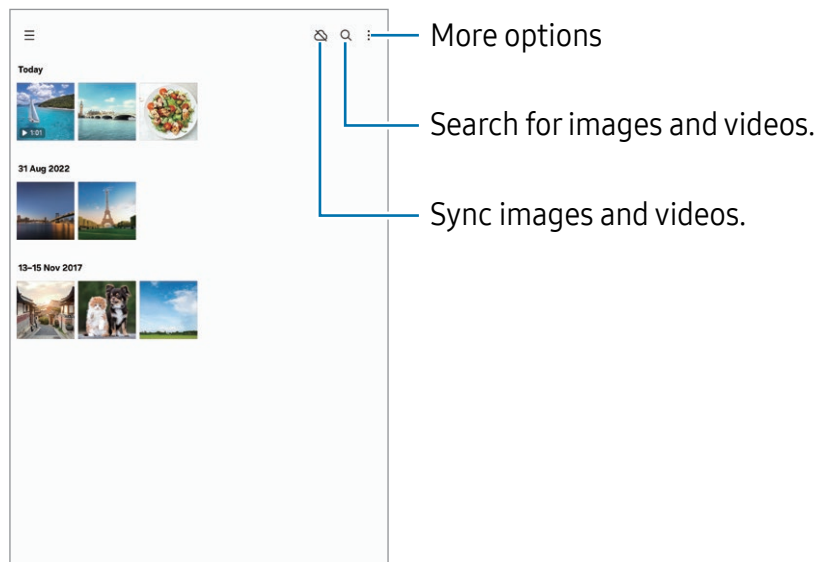 More options
Today
1:01
Search for images and videos.
31 Aug 2022
Sync images and videos.
13–15 Nov 2017